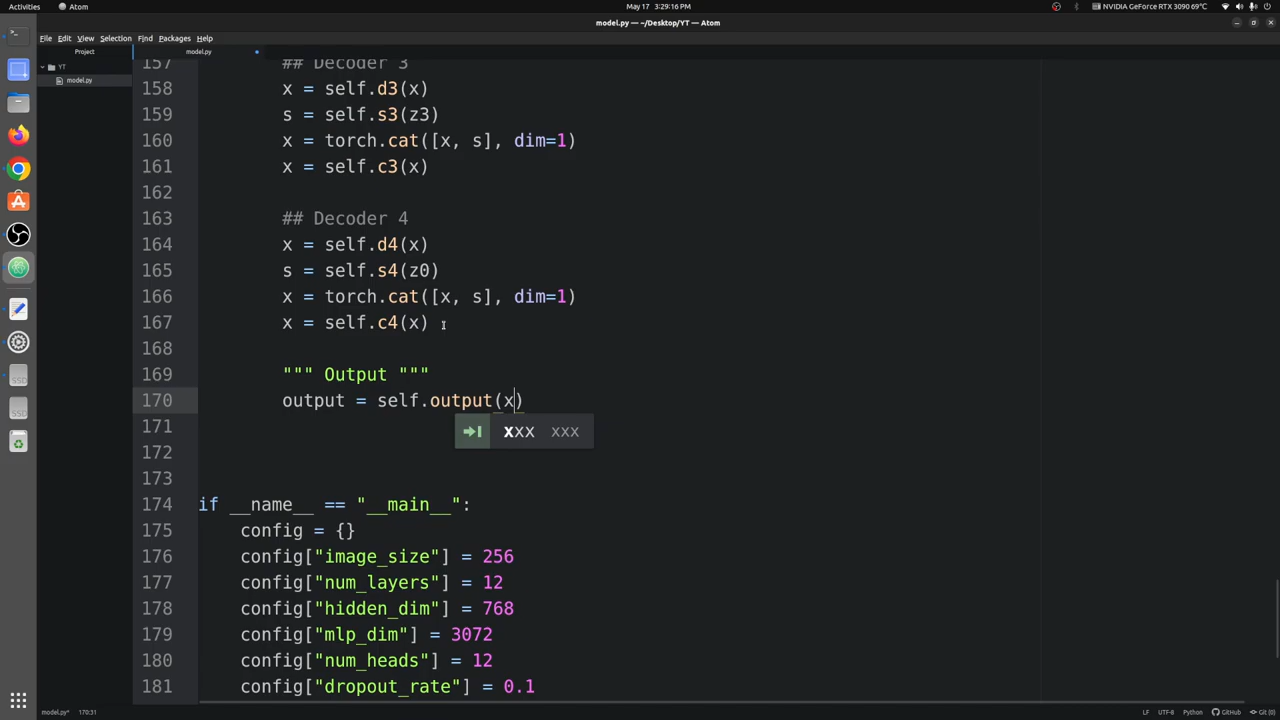 Activities
Atom
May 17 3:29:16 PM
NVIDIA GeForce RTX 3090 69°C
model.py — ~/Desktop/YT — Atom
File Edit View Selection Find Packages Help
Project
model.py
YT
model.py
157 ## Decoder 3
158 x = self.d3(x)
159 s = self.s3(z3)
160 x = torch.cat([x, s], dim=1)
161 x = self.c3(x)
162
163 ## Decoder 4
164 x = self.d4(x)
165 s = self.s4(z0)
166 x = torch.cat([x, s], dim=1)
167 x = self.c4(x)
168
169 """ Output """
170 output = self.output(x)
171 xxx xxx
172
173
174 if __name__ == "__main__":
175 config = {}
176 config["image_size"] = 256
177 config["num_layers"] = 12
178 config["hidden_dim"] = 768
179 config["mlp_dim"] = 3072
180 config["num_heads"] = 12
181 config["dropout_rate"] = 0.1
model.py* 170:31
LF UTF-8 Python GitHub Git (0)